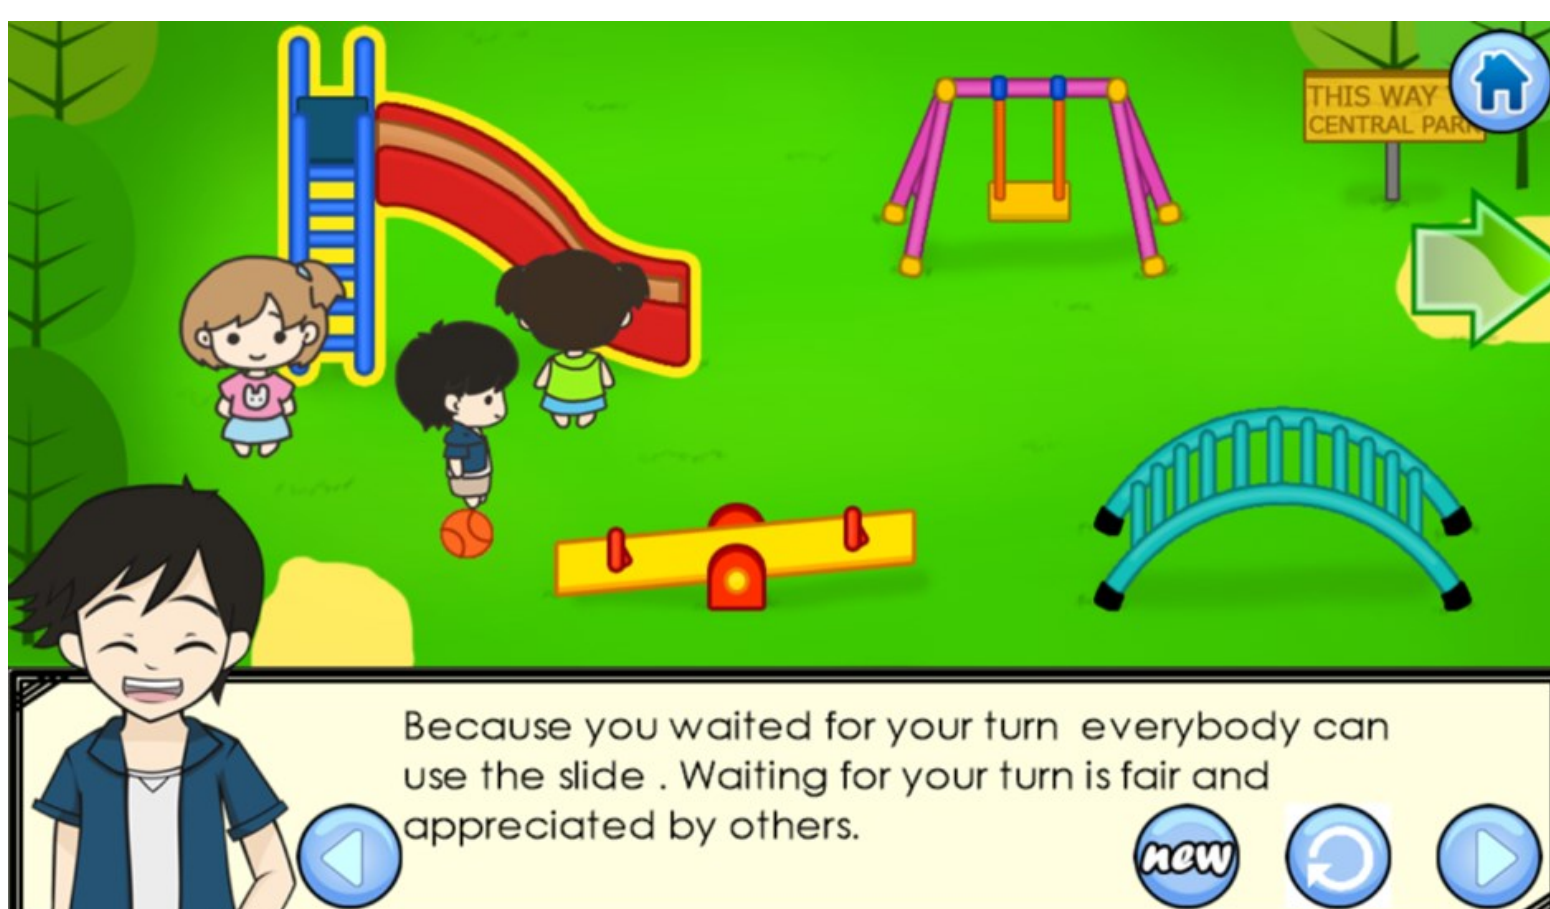 THIS WAY
CENTRAL PARK
Because you waited for your turn everybody can
use the slide . Waiting for your turn is fair and
appreciated by others.
new